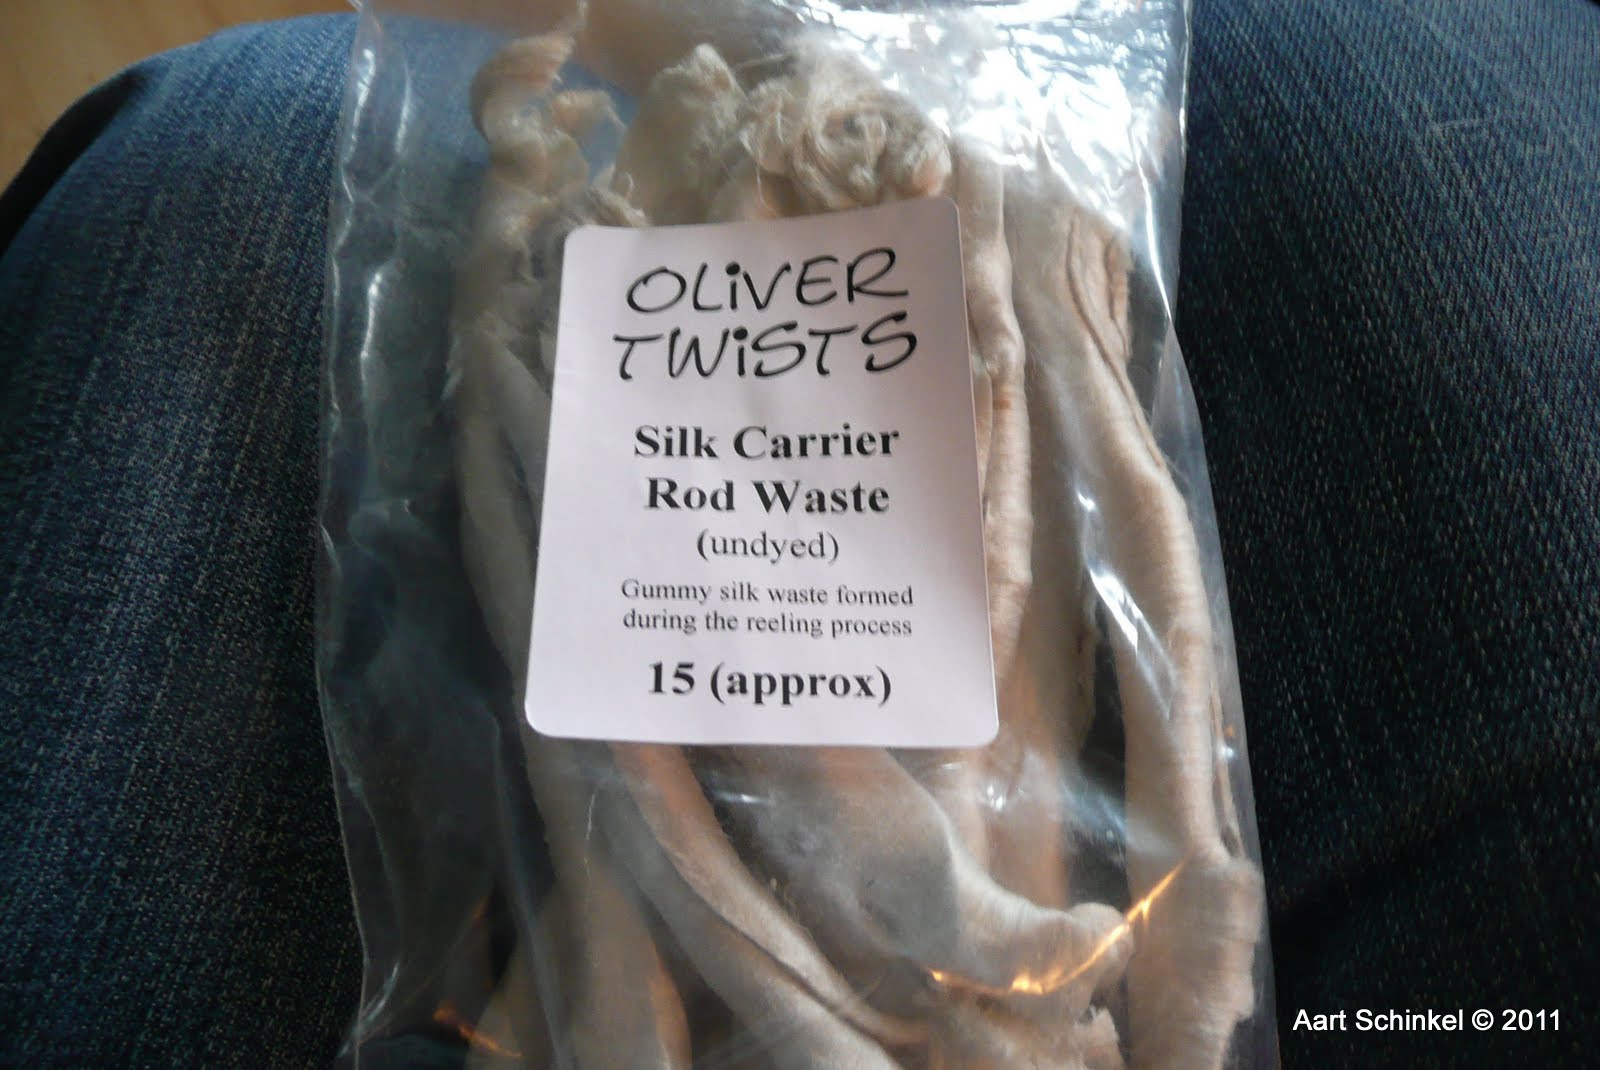 OLiVER
TWiSTS
Silk Carrier
Rod Waste
(undyed)
Gummy silk waste formed
during the reeling process
15 (approx)
Aart Schinkel © 2011